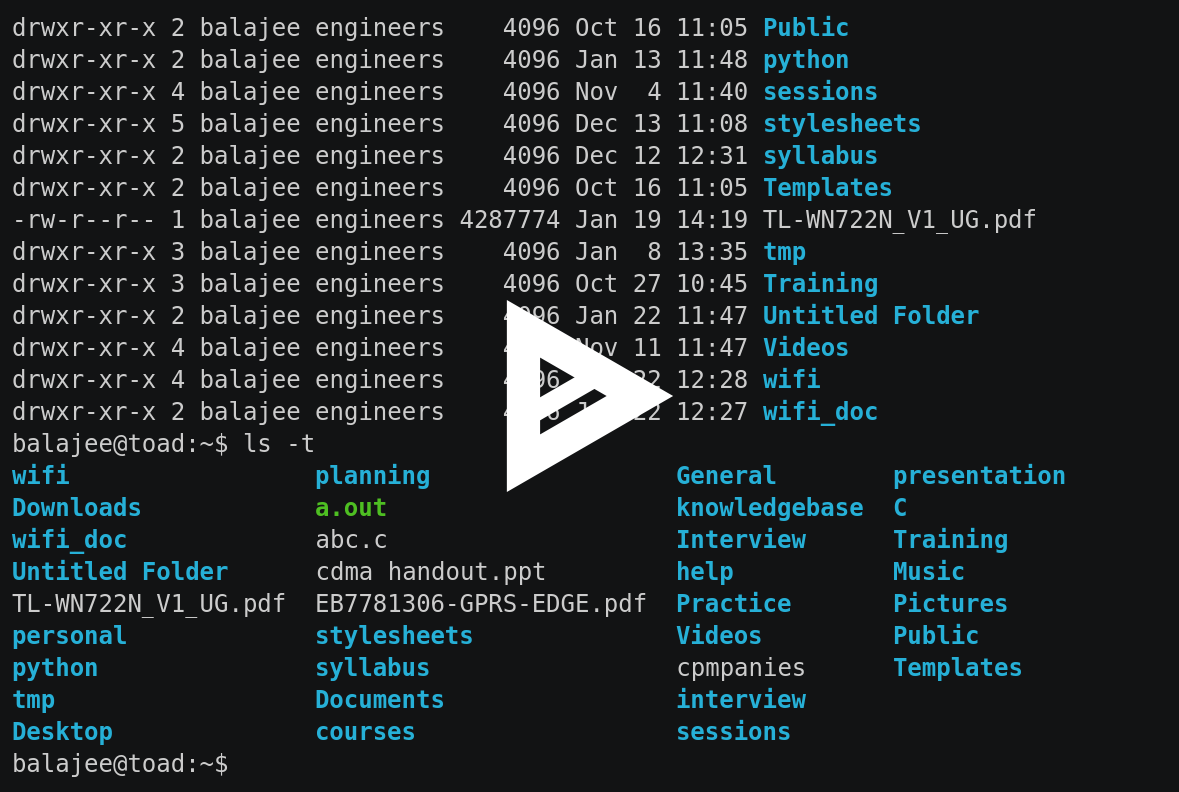 drwxr-xr-x 2 balajee engineers    4096 Oct 16 11:05 Public
drwxr-xr-x 2 balajee engineers    4096 Jan 13 11:48 python
drwxr-xr-x 4 balajee engineers    4096 Nov  4 11:40 sessions
drwxr-xr-x 5 balajee engineers    4096 Dec 13 11:08 stylesheets
drwxr-xr-x 2 balajee engineers    4096 Dec 12 12:31 syllabus
drwxr-xr-x 2 balajee engineers    4096 Oct 16 11:05 Templates
-rw-r--r-- 1 balajee engineers 4287774 Jan 19 14:19 TL-WN722N_V1_UG.pdf
drwxr-xr-x 3 balajee engineers    4096 Jan  8 13:35 tmp
drwxr-xr-x 3 balajee engineers    4096 Oct 27 10:45 Training
drwxr-xr-x 2 balajee engineers    4096 Jan 22 11:47 Untitled Folder
drwxr-xr-x 4 balajee engineers Nov 11 11:47 Videos
drwxr-xr-x 4 balajee engineers 12:28 wifi
drwxr-xr-x 2 balajee engineers 12:27 wifi_doc
balajee@toad:~$ ls -t
wifi                 planning                 General        presentation
Downloads            a.out                    knowledgebase  C
wifi_doc             abc.c                    Interview      Training
Untitled Folder      cdma handout.ppt         help           Music
TL-WN722N_V1_UG.pdf  EB7781306-GPRS-EDGE.pdf  Practice       Pictures
personal             stylesheets              Videos         Public
python               syllabus                 cpmpanies      Templates
tmp                  Documents                interview
Desktop              courses                  sessions
balajee@toad:~$